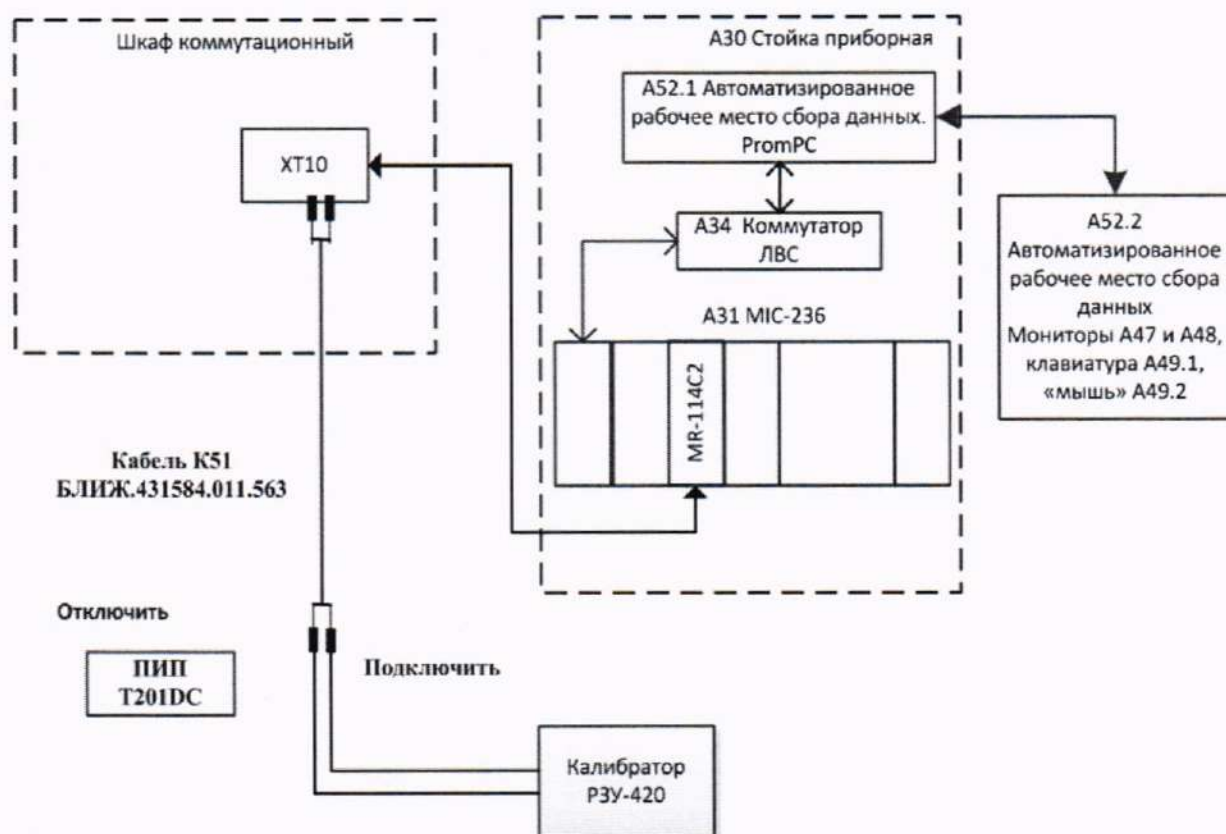 Шкаф коммутационный
ХТ10
А30 Стойка приборная
А52.1 Автоматизированное
рабочее место сбора данных.
PromPC
А34 Коммутатор
ЛВС
А31 MIC-236
MR-114C2
А52.2
Автоматизированное
рабочее место сбора
данных
Мониторы А47 и А48,
клавиатура А49.1,
«мышь» А49.2
Кабель К51
БЛИЖ.431584.011.563
Отключить
ПИП
T201DC
Подключить
Калибратор
РЗУ-420